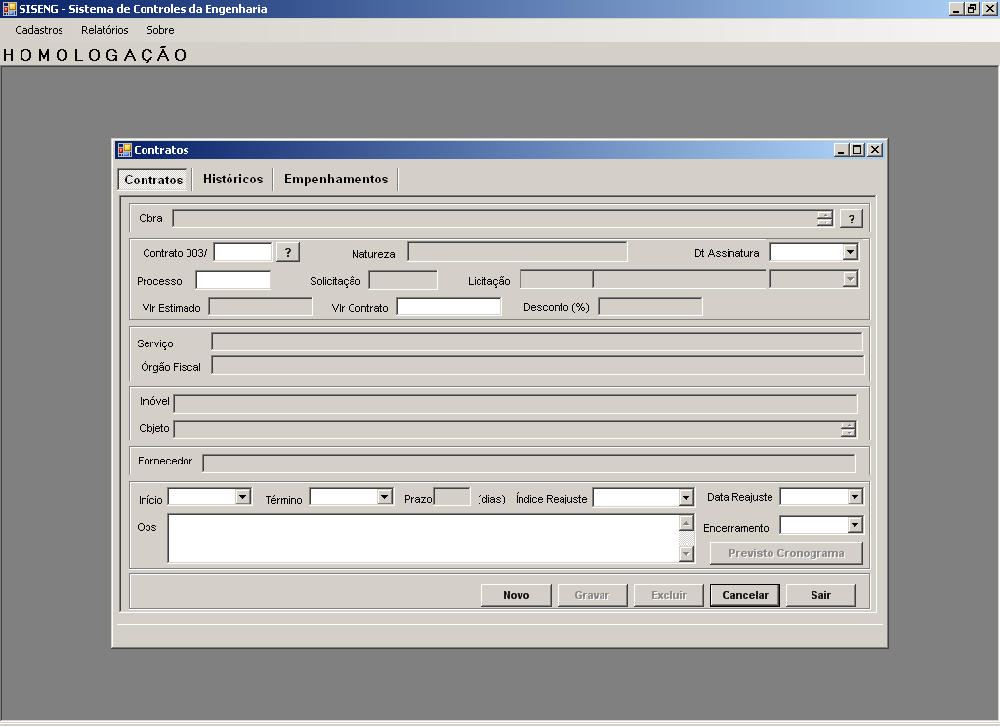 SISENG - Sistema de Controles da Engenharia
Cadastros Relatórios Sobre
HOMOLOGAÇÃO
Contratos
Contratos Históricos Empenhamentos
Obra ?
Contrato 003/ ? Natureza Dt Assinatura
Processo Solicitação Licitação
Vlr Estimado Vlr Contrato Desconto (%)
Serviço
Órgão Fiscal
Imóvel
Objeto
Fornecedor
Início Término Prazo (dias) Índice Reajuste Data Reajuste
Obs Encerramento
Previsto Cronograma
Novo Gravar Excluir Cancelar Sair